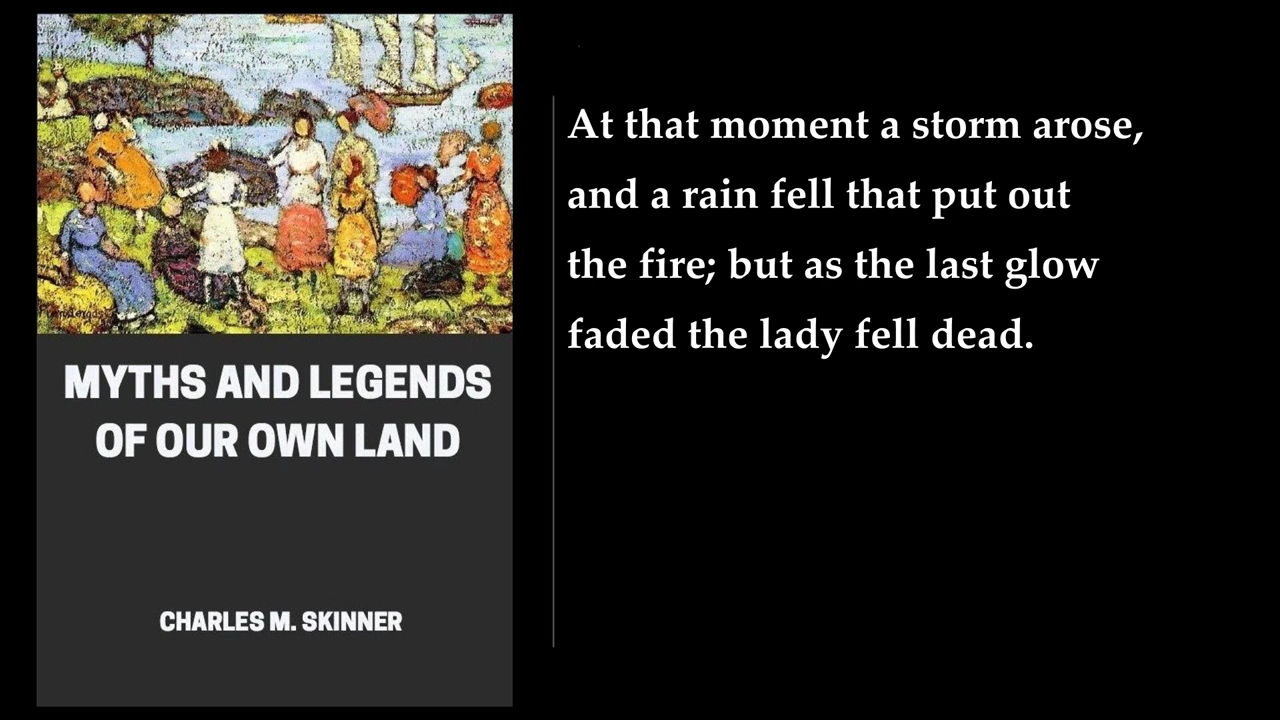 MYTHS AND LEGENDS
OF OUR OWN LAND
CHARLES M. SKINNER
At that moment a storm arose,
and a rain fell that put out
the fire; but as the last glow
faded the lady fell dead.